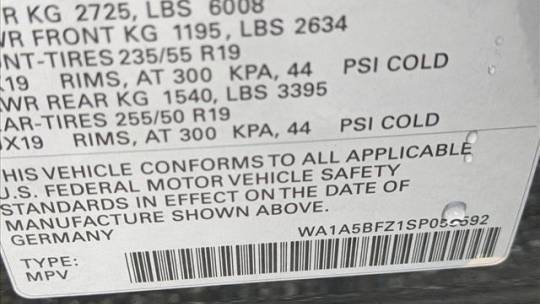 R KG 2725, LBS 6008
WR FRONT KG 1195, LBS 2634
NT-TIRES 235/55 R19
X19 RIMS, AT 300 KPA, 44 PSI COLD
WR REAR KG 1540, LBS 3395
AR-TIRES 255/50 R19
JX19 RIMS, AT 300 KPA, 44 PSI COLD
THIS VEHICLE CONFORMS TO ALL APPLICABLE
U.S. FEDERAL MOTOR VEHICLE SAFETY
STANDARDS IN EFFECT ON THE DATE OF
MANUFACTURE SHOWN ABOVE.
GERMANY
TYPE:
MPV